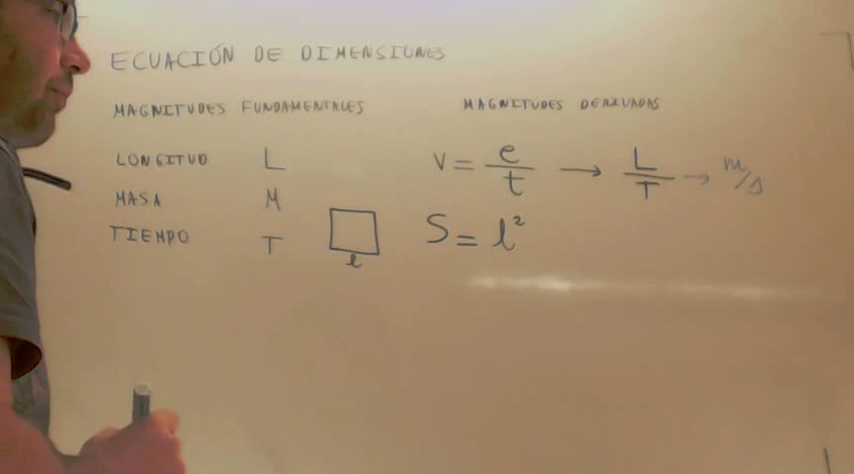 ECUACIÓN DE DIMENSIONES
MAGNITUDES FUNDAMENTALES MAGNITUDES DERIVADAS
LONGITUD L V = e/t → L/T → m/s
MASA M
TIEMPO T l S = l²